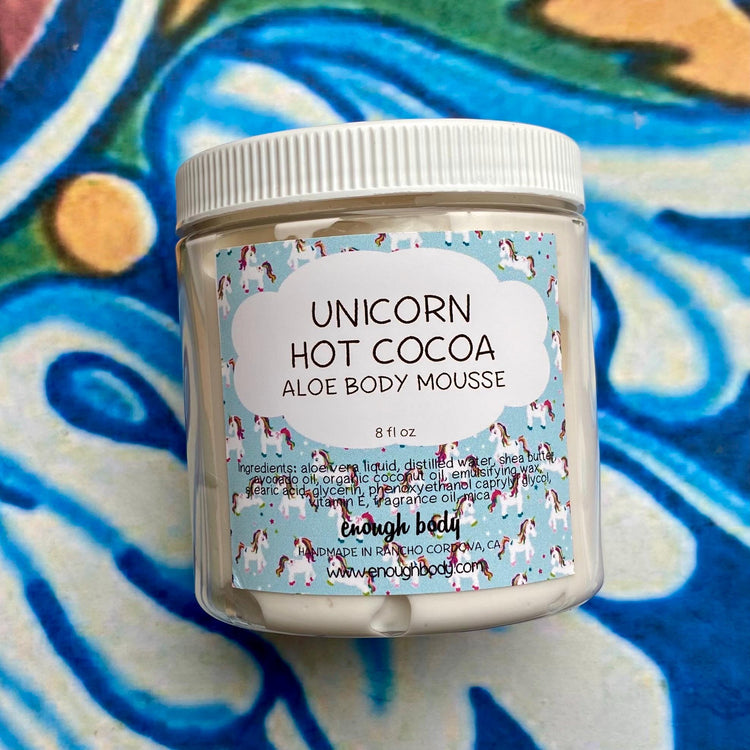 UNICORN
HOT COCOA
ALOE BODY MOUSSE
8 fl oz
Ingredients: aloe vera liquid, distilled water, shea butter,
avocado oil, organic coconut oil, emulsifying wax,
stearic acid, glycerin, phenoxyethanol caprylyl glycol,
vitamin E, fragrance oil, mica
enough body
HANDMADE IN RANCHO CORDOVA, CA
www.enoughbody.com